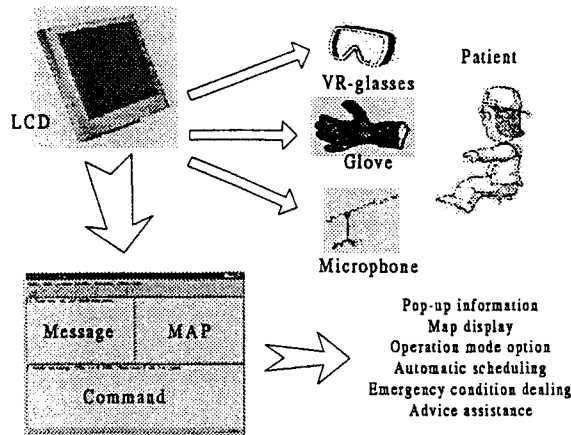 LCD
VR-glasses
Glove
Microphone
Patient
Message
MAP
Command
Pop-up information
Map display
Operation mode option
Automatic scheduling
Emergency condition dealing
Advice assistance